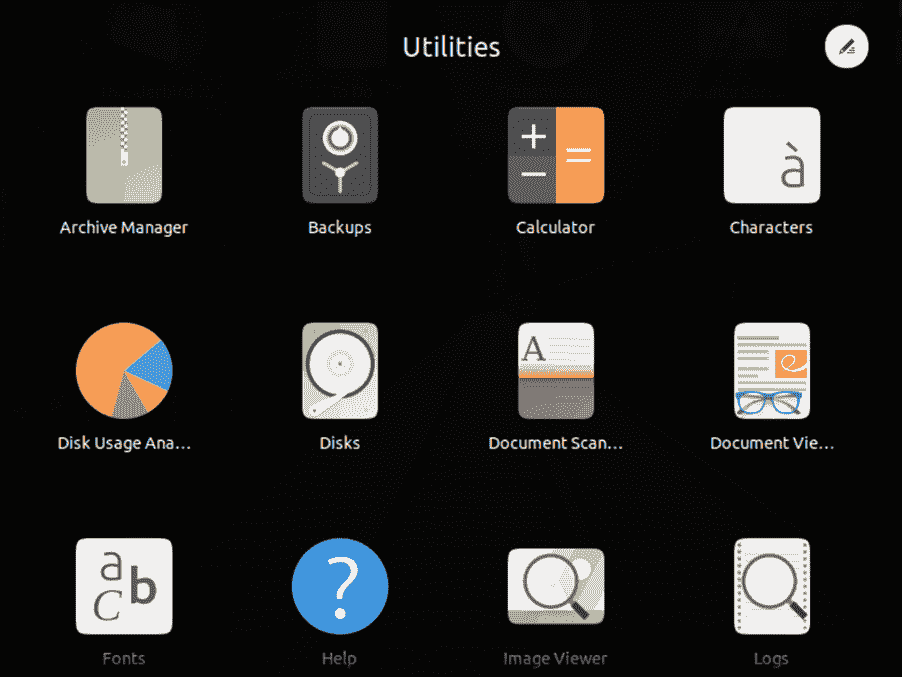 Utilities
Archive Manager
Backups
Calculator
à
Characters
A
Disk Usage Ana…
Disks
Document Scan…
Document Vie…
a b c
?
Fonts
Help
Image Viewer
Logs